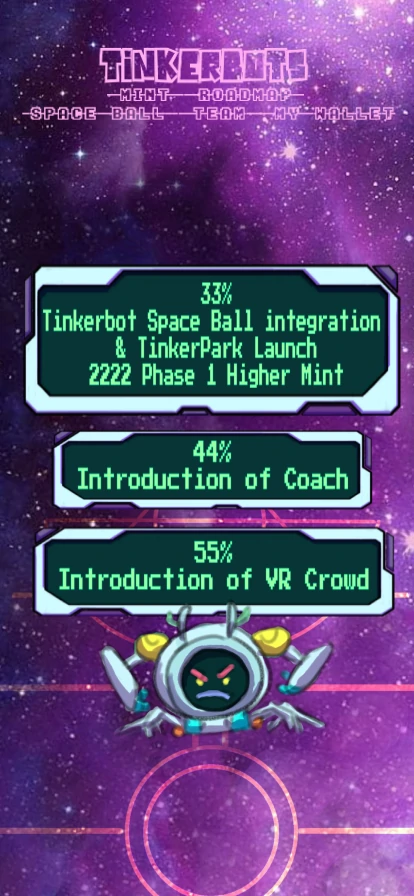 TiNKERBOTS
MINT ROADMAP
SPACE BALL TEAM MY WALLET
33%
Tinkerbot Space Ball integration
& TinkerPark Launch
2222 Phase 1 Higher Mint
44%
Introduction of Coach
55%
Introduction of VR Crowd